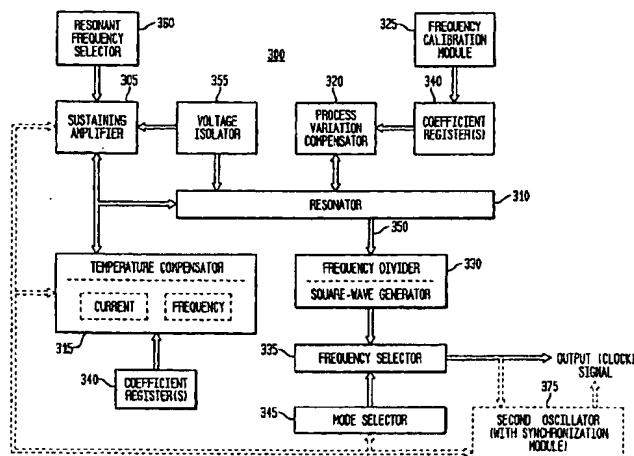 RESONANT
FREQUENCY
SELECTOR
360
300
325
FREQUENCY
CALIBRATION
MODULE
305
SUSTAINING
AMPLIFIER
355
VOLTAGE
ISOLATOR
320
PROCESS
VARIATION
COMPENSATOR
340
COEFFICIENT
REGISTER(S)
RESONATOR
310
350
TEMPERATURE COMPENSATOR
CURRENT
FREQUENCY
315
FREQUENCY DIVIDER
SQUARE-WAVE GENERATOR
330
335
FREQUENCY SELECTOR
OUTPUT (CLOCK)
SIGNAL
340
COEFFICIENT
REGISTER(S)
345
MODE SELECTOR
375
SECOND OSCILLATOR
(WITH SYNCHRONIZATION
MODULE)